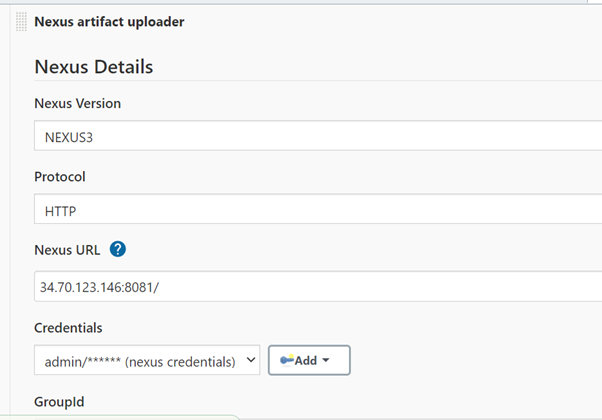 Nexus artifact uploader
Nexus Details
Nexus Version
NEXUS3
Protocol
HTTP
Nexus URL ?
34.70.123.146:8081/
Credentials
admin/****** (nexus credentials) Add
GroupId